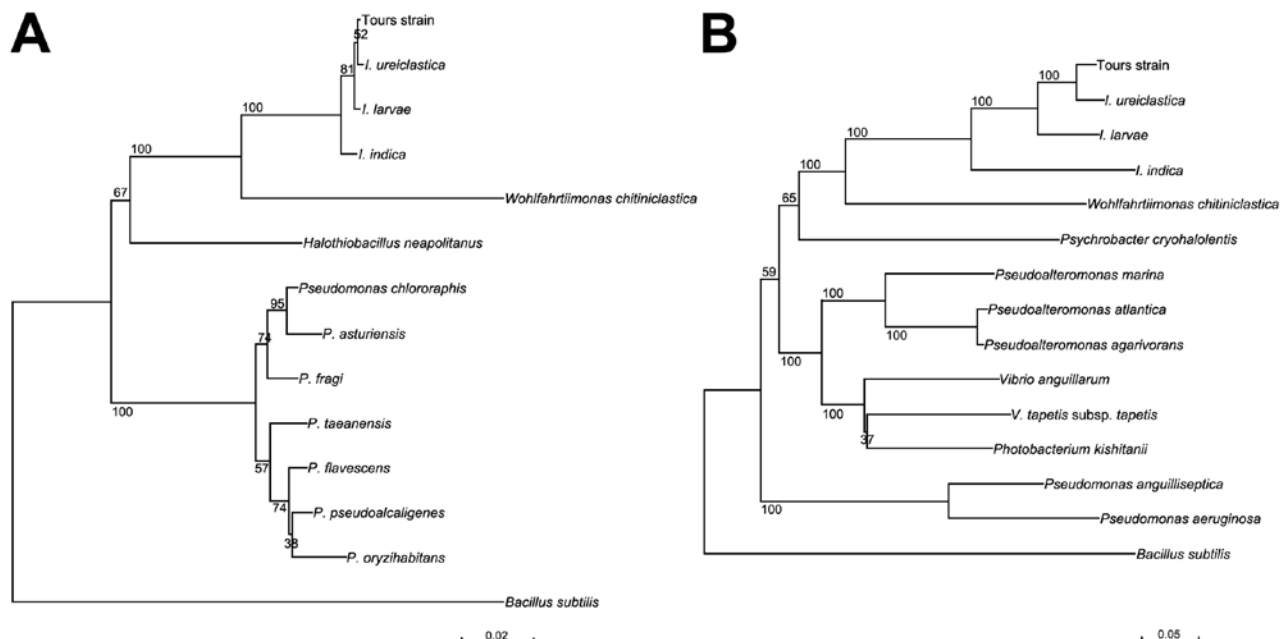 A
Tours strain
52
I. ureiclastica
81
I. larvae
100
I. indica
100
67
Wohlfahrtiimonas chitiniclastica
Halothiobacillus neapolitanus
Pseudomonas chlororaphis
95
P. asturiensis
74
P. fragi
100
P. taeanensis
57
P. flavescens
74
P. pseudoalcaligenes
38
P. oryzihabitans
Bacillus subtilis
0.02
B
Tours strain
100
I. ureiclastica
100
I. larvae
100
I. indica
100
65
Wohlfahrtiimonas chitiniclastica
Psychrobacter cryohalolentis
59
Pseudoalteromonas marina
100
Pseudoalteromonas atlantica
100
Pseudoalteromonas agarivorans
100
Vibrio anguillarum
100
V. tapetis subsp. tapetis
37
Photobacterium kishitanii
Pseudomonas anguilliseptica
100
Pseudomonas aeruginosa
Bacillus subtilis
0.05